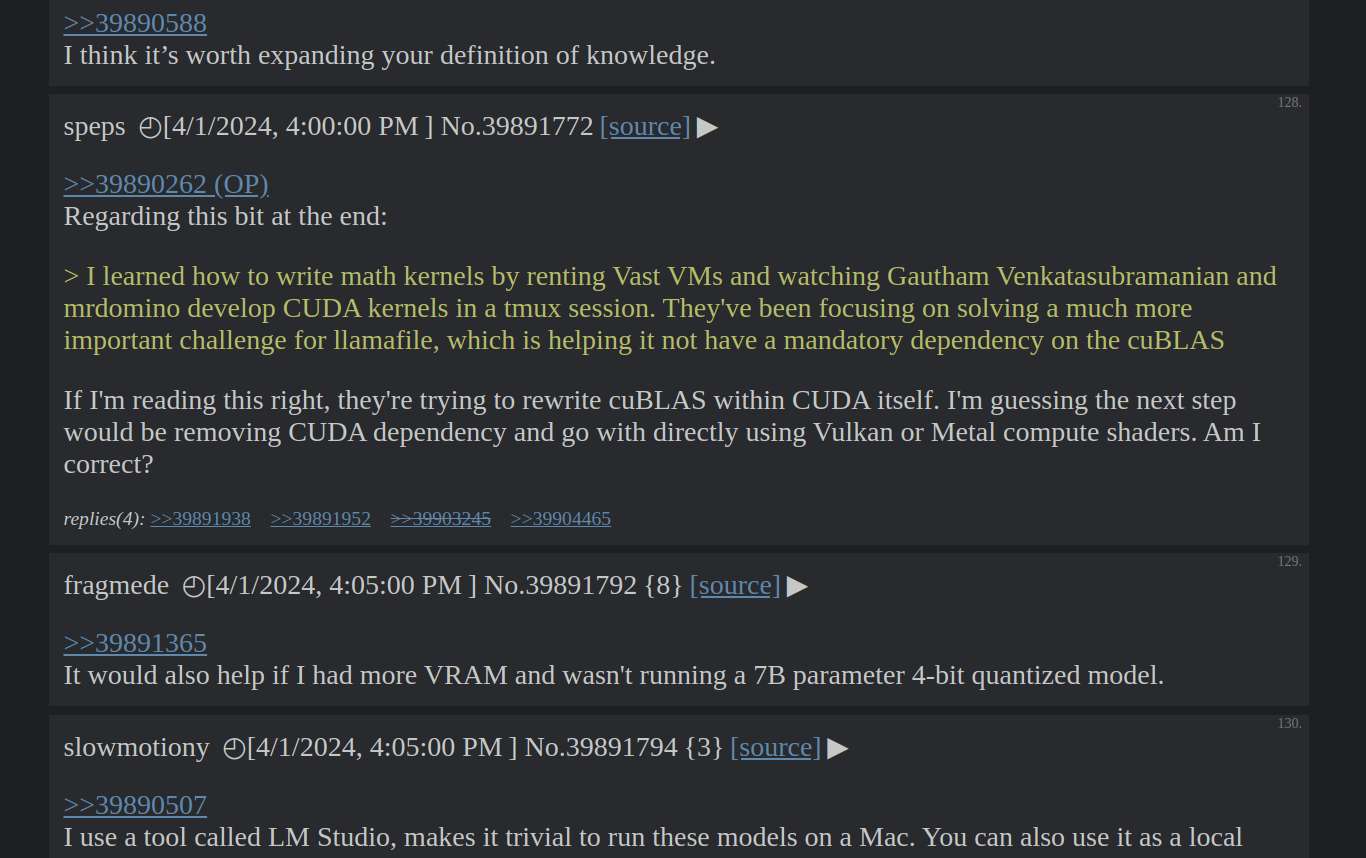 >>39890588
I think it’s worth expanding your definition of knowledge.
128.
speps ◴[4/1/2024, 4:00:00 PM ] No.39891772 [source] ▶
>>39890262 (OP)
Regarding this bit at the end:
> I learned how to write math kernels by renting Vast VMs and watching Gautham Venkatasubramanian and
mrdomino develop CUDA kernels in a tmux session. They've been focusing on solving a much more
important challenge for llamafile, which is helping it not have a mandatory dependency on the cuBLAS
If I'm reading this right, they're trying to rewrite cuBLAS within CUDA itself. I'm guessing the next step
would be removing CUDA dependency and go with directly using Vulkan or Metal compute shaders. Am I
correct?
replies(4): >>39891938 >>39891952 >>39903245 >>39904465
129.
fragmede ◴[4/1/2024, 4:05:00 PM ] No.39891792 {8} [source] ▶
>>39891365
It would also help if I had more VRAM and wasn't running a 7B parameter 4-bit quantized model.
130.
slowmotiony ◴[4/1/2024, 4:05:00 PM ] No.39891794 {3} [source] ▶
>>39890507
I use a tool called LM Studio, makes it trivial to run these models on a Mac. You can also use it as a local